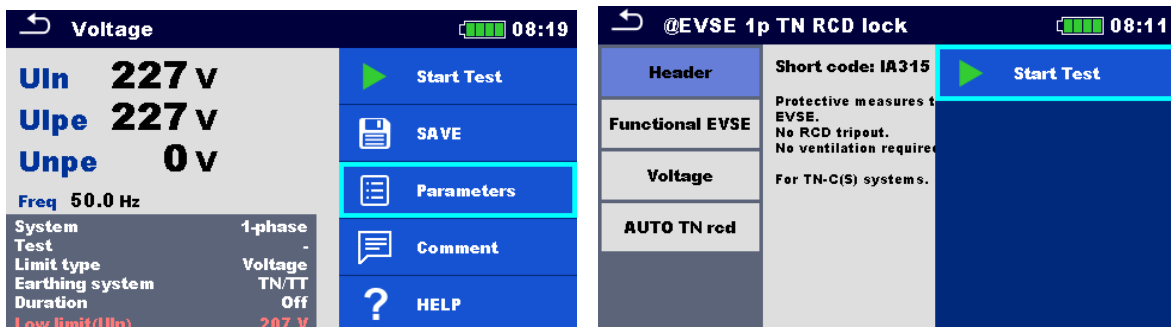 Voltage
08:19
Uln 227 V
Ulpe 227 V
Unpe 0 V
Freq 50.0 Hz
System 1-phase
Test -
Limit type Voltage
Earthing system TN/TT
Duration Off
Low limit(Uln) 207 V
Start Test
SAVE
Parameters
Comment
? HELP
@EVSE 1p TN RCD lock
08:11
Header
Functional EVSE
Voltage
AUTO TN rcd
Short code: IA315
Protective measures t
EVSE.
No RCD tripout.
No ventilation require
For TN-C(S) systems.
Start Test